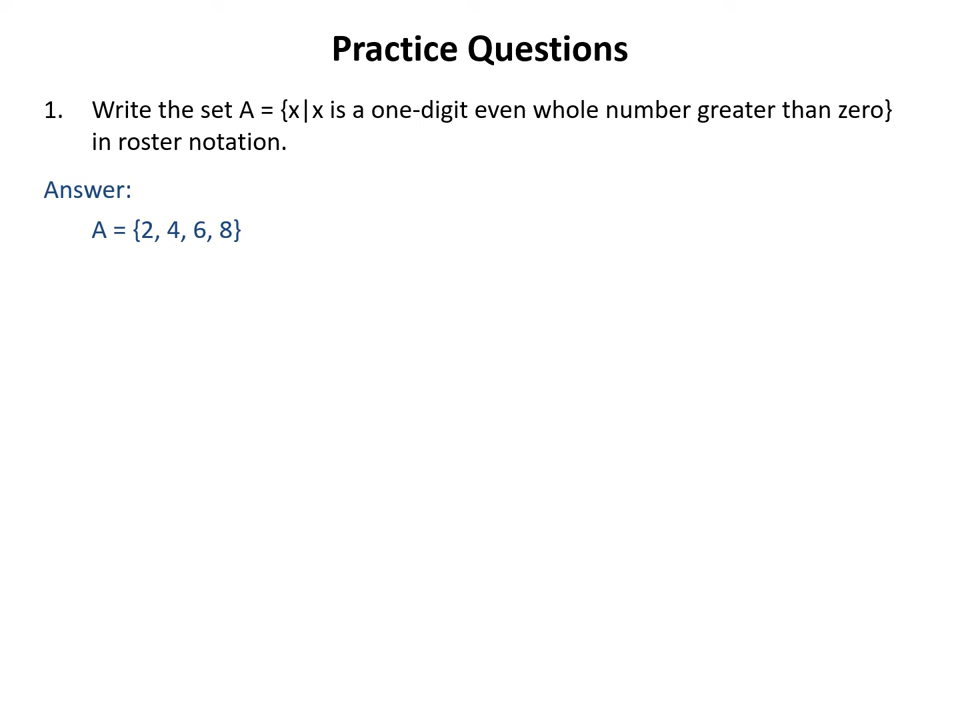 Practice Questions
1. Write the set A = {x|x is a one-digit even whole number greater than zero}
in roster notation.
Answer:
A = {2, 4, 6, 8}